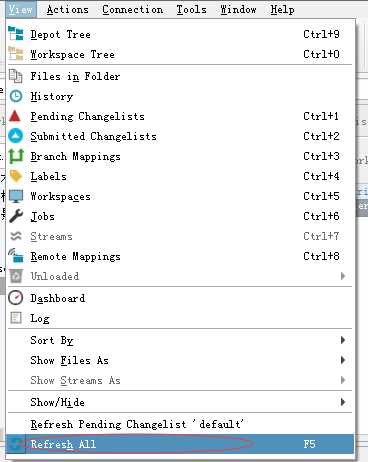 View Actions Connection Tools Window Help
Depot Tree Ctrl+9
Workspace Tree Ctrl+0
Files in Folder
History
Pending Changelists Ctrl+1
Submitted Changelists Ctrl+2
Branch Mappings Ctrl+3
Labels Ctrl+4
Workspaces Ctrl+5
Jobs Ctrl+6
Streams Ctrl+7
Remote Mappings Ctrl+8
Unloaded
Dashboard
Log
Sort By
Show Files As
Show Streams As
Show/Hide
Refresh Pending Changelist 'default'
Refresh All F5